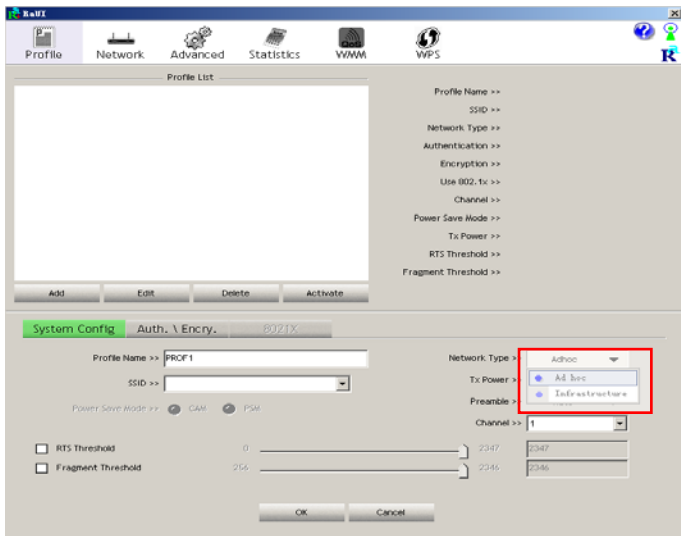 RaUI
Profile Network Advanced Statistics WMM WPS
Profile List
Profile Name >>
SSID >>
Network Type >>
Authentication >>
Encryption >>
Use 802.1x >>
Channel >>
Power Save Mode >>
Tx Power >>
RTS Threshold >>
Fragment Threshold >>
Add Edit Delete Activate
System Config Auth. \ Encry. 8021X
Profile Name >> PROF1 Network Type > Adhoc
SSID >> Tx Power > Ad hoc
Infrastructure
Power Save Mode >> CAM PSM Preamble >
Channel >> 1
RTS Threshold 0 2347 2347
Fragment Threshold 256 2346 2346
OK Cancel